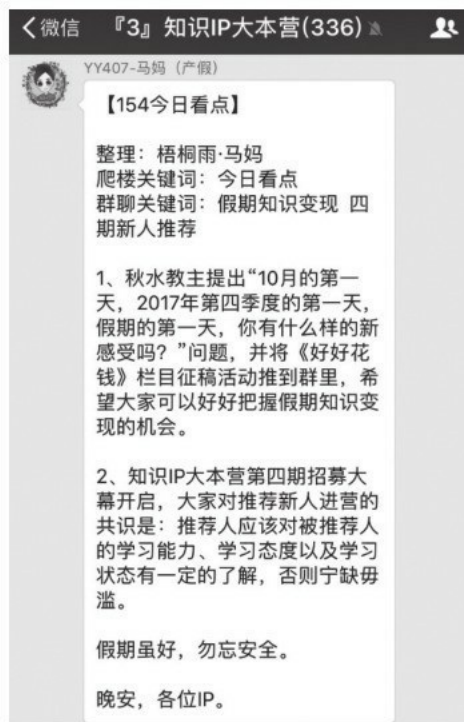 微信 『3』知识IP大本营(336)
YY407-马妈（产假）
【154今日看点】
整理：梧桐雨·马妈
爬楼关键词：今日看点
群聊关键词：假期知识变现 四
期新人推荐
1、秋水教主提出“10月的第一
天，2017年第四季度的第一天，
假期的第一天，你有什么样的新
感受吗？”问题，并将《好好花
钱》栏目征稿活动推到群里，希
望大家可以好好把握假期知识变
现的机会。
2、知识IP大本营第四期招募大
幕开启，大家对推荐新人进营的
共识是：推荐人应该对被推荐人
的学习能力、学习态度以及学习
状态有一定的了解，否则宁缺毋
滥。
假期虽好，勿忘安全。
晚安，各位IP。